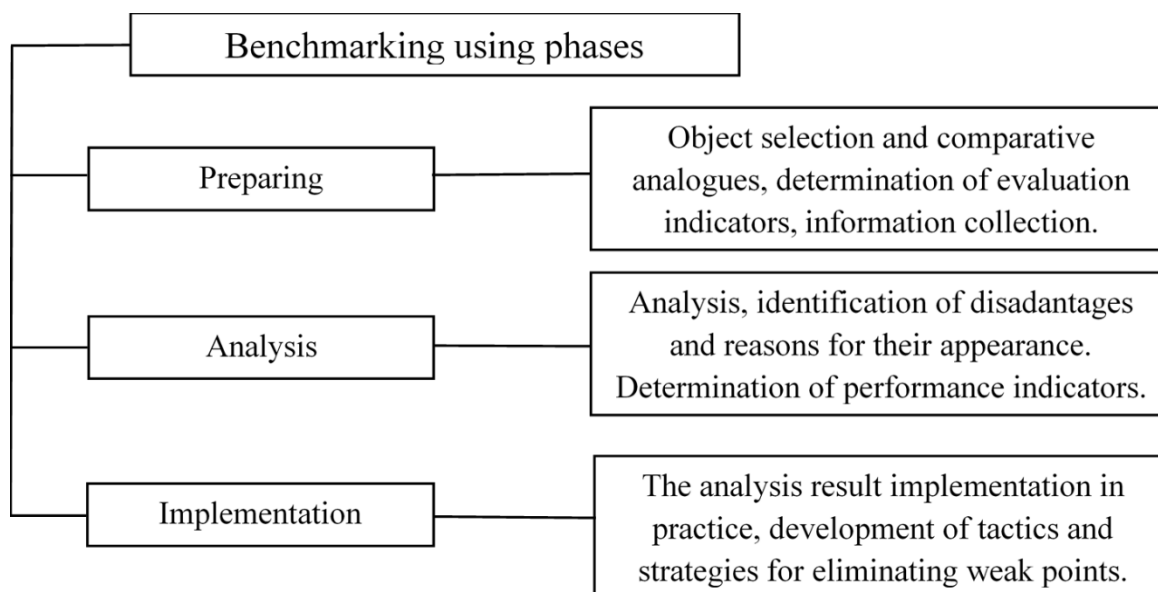 Benchmarking using phases
Preparing
Object selection and comparative
analogues, determination of evaluation
indicators, information collection.
Analysis
Analysis, identification of disadantages
and reasons for their appearance.
Determination of performance indicators.
Implementation
The analysis result implementation in
practice, development of tactics and
strategies for eliminating weak points.